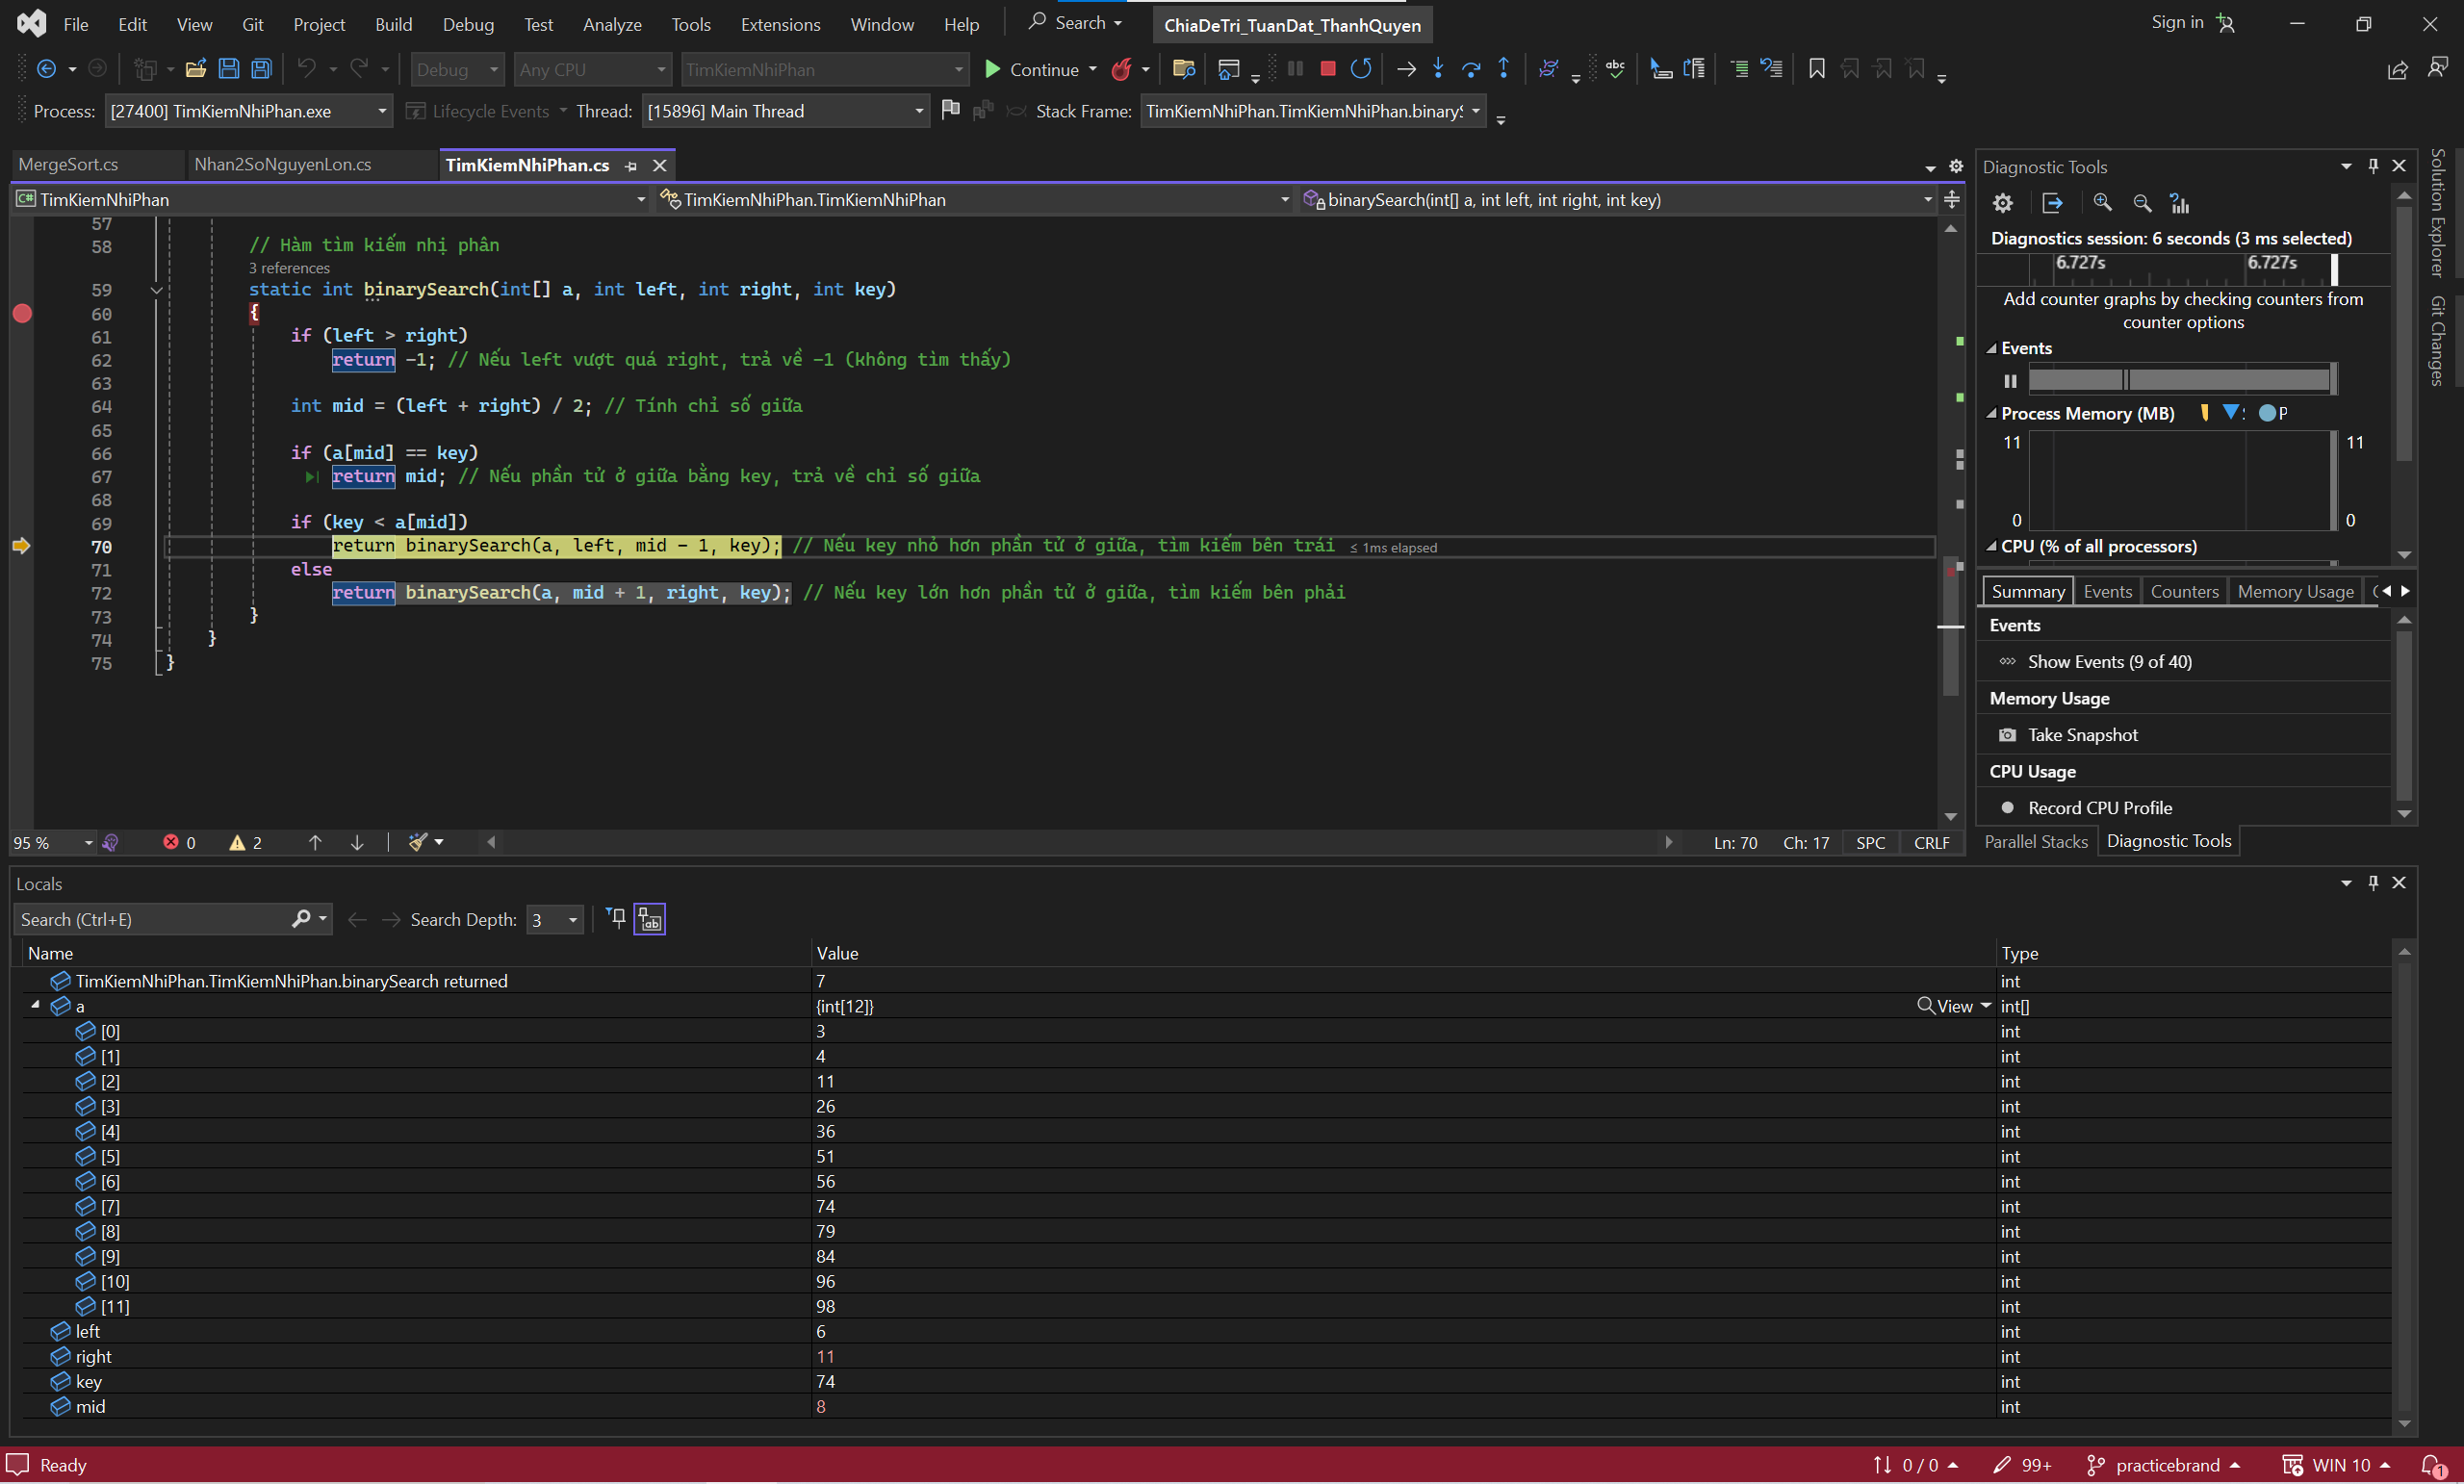 File Edit View Git Project Build Debug Test Analyze Tools Extensions Window Help Search ChiaDeTri_TuanDat_ThanhQuyen Sign in
Debug Any CPU TimKiemNhiPhan Continue
Process: [27400] TimKiemNhiPhan.exe Lifecycle Events Thread: [15896] Main Thread Stack Frame: TimKiemNhiPhan.TimKiemNhiPhan.binaryS
MergeSort.cs Nhan2SoNguyenLon.cs TimKiemNhiPhan.cs
TimKiemNhiPhan TimKiemNhiPhan.TimKiemNhiPhan binarySearch(int[] a, int left, int right, int key)
57
58 // Hàm tìm kiếm nhị phân
3 references
59 static int binarySearch(int[] a, int left, int right, int key)
60 {
61 if (left > right)
62 return -1; // Nếu left vượt quá right, trả về -1 (không tìm thấy)
63
64 int mid = (left + right) / 2; // Tính chỉ số giữa
65
66 if (a[mid] == key)
67 return mid; // Nếu phần tử ở giữa bằng key, trả về chỉ số giữa
68
69 if (key < a[mid])
70 return binarySearch(a, left, mid - 1, key); // Nếu key nhỏ hơn phần tử ở giữa, tìm kiếm bên trái ≤ 1ms elapsed
71 else
72 return binarySearch(a, mid + 1, right, key); // Nếu key lớn hơn phần tử ở giữa, tìm kiếm bên phải
73 }
74 }
75 }
95 % 0 2 Ln: 70 Ch: 17 SPC CRLF
Diagnostic Tools
Diagnostics session: 6 seconds (3 ms selected)
6.727s 6.727s
Add counter graphs by checking counters from
counter options
Events
Process Memory (MB) P
11 11
0 0
CPU (% of all processors)
Summary Events Counters Memory Usage
Events
Show Events (9 of 40)
Memory Usage
Take Snapshot
CPU Usage
Record CPU Profile
Parallel Stacks Diagnostic Tools
Solution Explorer
Git Changes
Locals
Search (Ctrl+E) Search Depth: 3
Name Value Type
TimKiemNhiPhan.TimKiemNhiPhan.binarySearch returned 7 int
a {int[12]} View int[]
[0] 3 int
[1] 4 int
[2] 11 int
[3] 26 int
[4] 36 int
[5] 51 int
[6] 56 int
[7] 74 int
[8] 79 int
[9] 84 int
[10] 96 int
[11] 98 int
left 6 int
right 11 int
key 74 int
mid 8 int
Ready 0 / 0 99+ practicebrand WIN 10 1